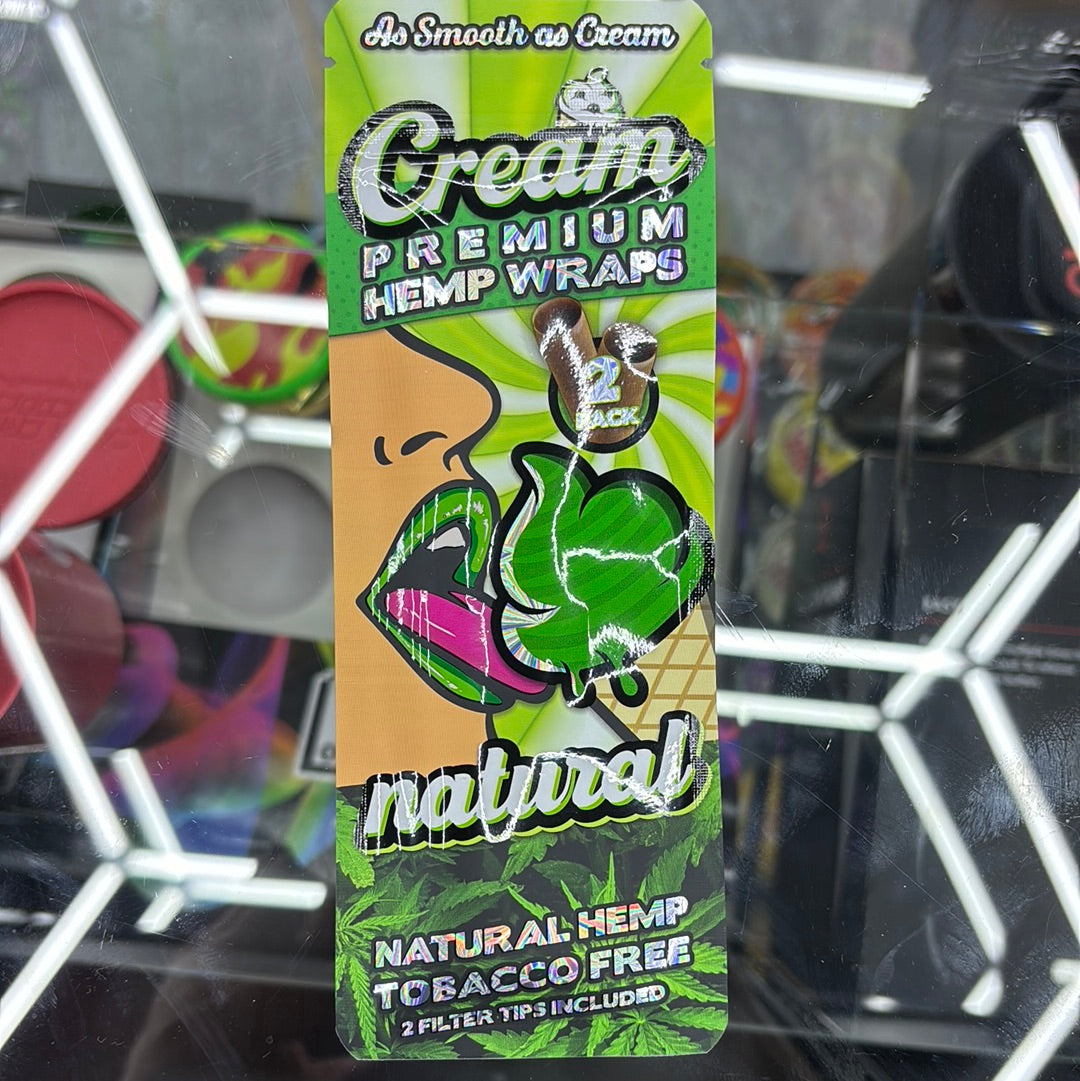 As Smooth as Cream
Cream
PREMIUM
HEMP WRAPS
2
PACK
natural
NATURAL HEMP
TOBACCO FREE
2 FILTER TIPS INCLUDED